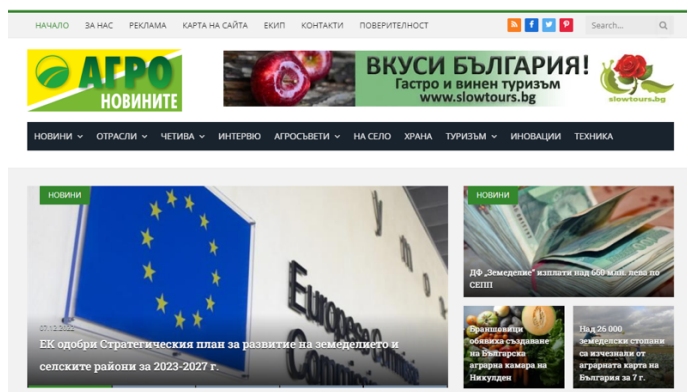 НАЧАЛО ЗА НАС РЕКЛАМА КАРТА НА САЙТА ЕКИП КОНТАКТИ ПОВЕРИТЕЛНОСТ
Search...
АГРО
НОВИНИТЕ
ВКУСИ БЪЛГАРИЯ!
Гастро и винен туризъм
www.slowtours.bg
slowtours.bg
НОВИНИ ОТРАСЛИ ЧЕТИВА ИНТЕРВЮ АГРОСЪВЕТИ НА СЕЛО ХРАНА ТУРИЗЪМ ИНОВАЦИИ ТЕХНИКА
НОВИНИ
European
07.12.2022
ЕК одобри Стратегическия план за развитие на земеделието и
селските райони за 2023-2027 г.
НОВИНИ
ДФ „Земеделие" изплати над 660 млн. лева по
СЕПП
Браншовици
обявиха създаване
на Българска
аграрна камара на
Никулден
Над 26 000
земеделски стопани
са изчезнали от
аграрната карта на
България за 7 г.